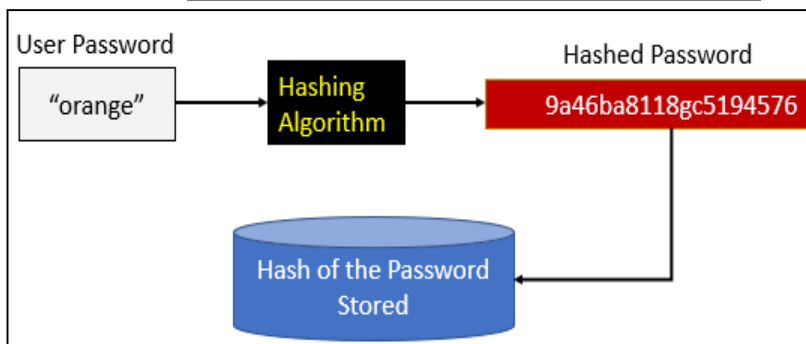 User Password
Hashed Password
“orange”
Hashing
Algorithm
9a46ba8118gc5194576
Hash of the Password
Stored